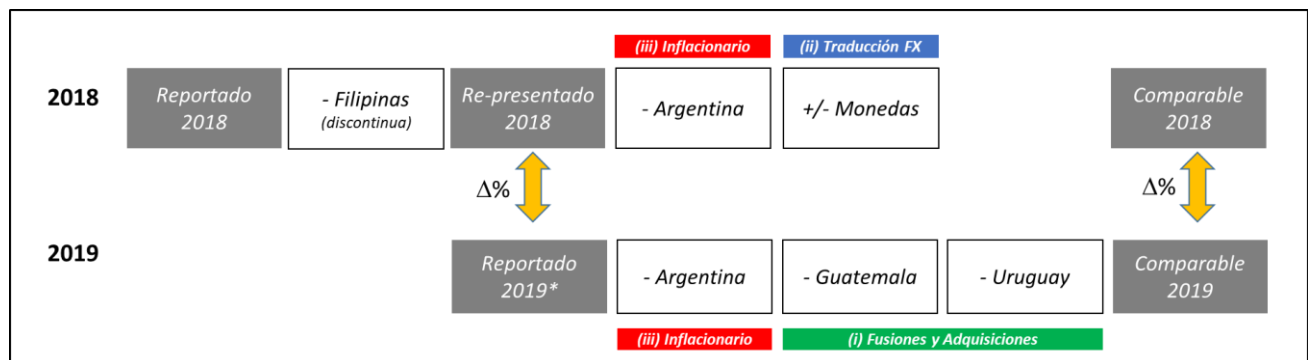 (iii) Inflacionario
(ii) Traducción FX
2018
Reportado
2018
- Filipinas
(discontinua)
Re-presentado
2018
- Argentina
+/- Monedas
Comparable
2018
Δ%
Δ%
2019
Reportado
2019*
- Argentina
- Guatemala
- Uruguay
Comparable
2019
(iii) Inflacionario
(i) Fusiones y Adquisiciones